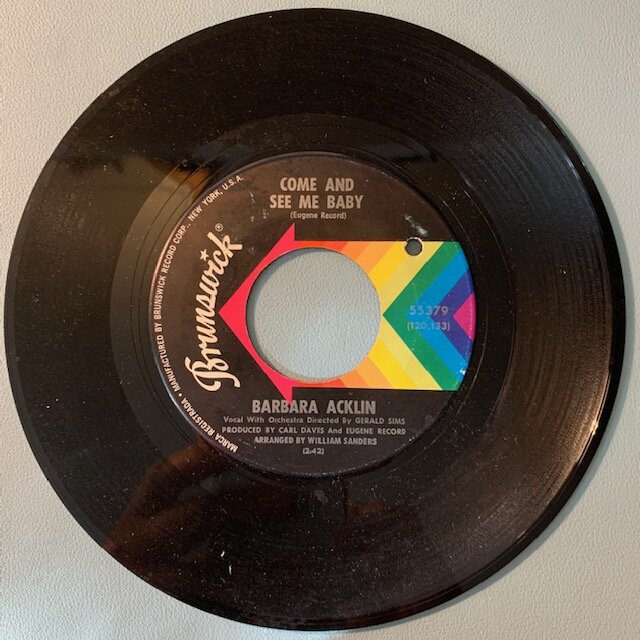 COME AND
SEE ME BABY
(Eugene Record)
Brunswick®
55379
(120,133)
BARBARA ACKLIN
Vocal With Orchestra Directed By GERALD SIMS
PRODUCED BY CARL DAVIS AND EUGENE RECORD
ARRANGED BY WILLIAM SANDERS
(2:42)
MARCA REGISTRADA • MANUFACTURED BY BRUNSWICK RECORD CORP., NEW YORK, U.S.A.